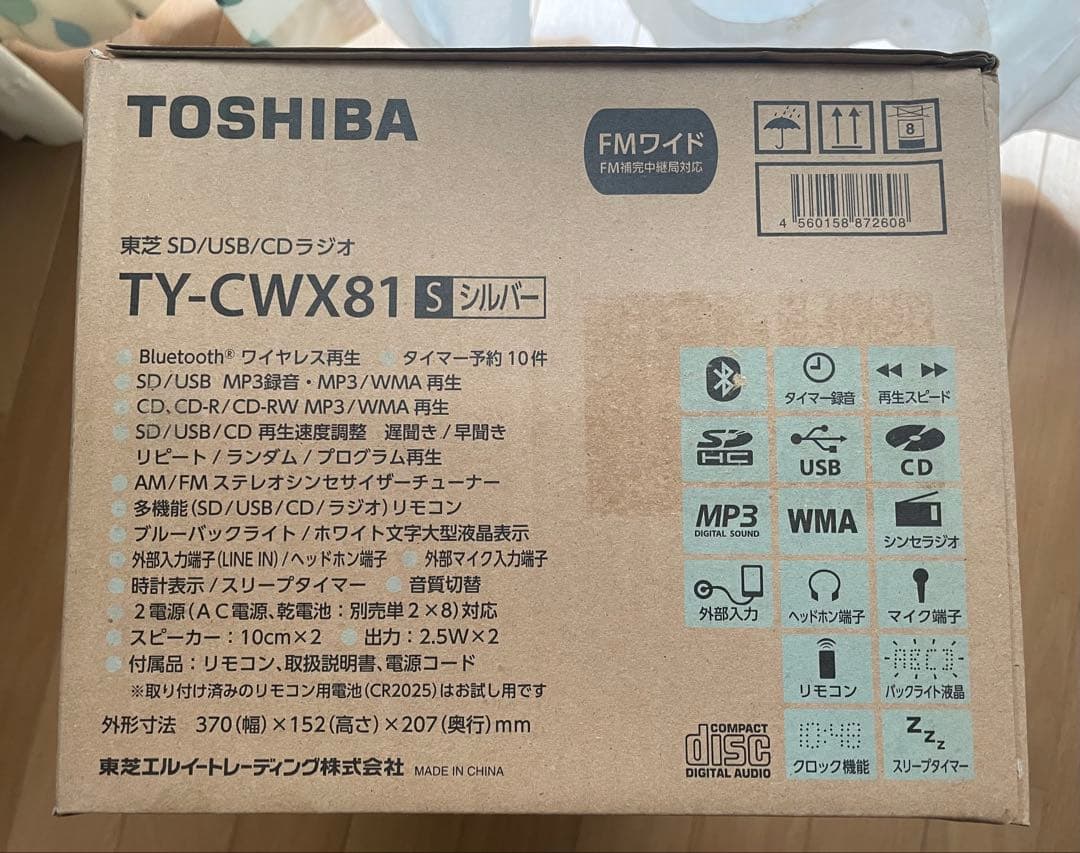 TOSHIBA
FMワイド
FM補完中継局対応
8
4 560158 872608
東芝 SD/USB/CDラジオ
TY-CWX81 S シルバー
Bluetooth® ワイヤレス再生 タイマー予約10件
SD/USB MP3録音・MP3/WMA 再生
CD、CD-R/CD-RW MP3/WMA 再生
SD/USB/CD 再生速度調整 遅聞き/早聞き
リピート/ランダム/プログラム再生
AM/FM ステレオシンセサイザーチューナー
多機能(SD/USB/CD/ラジオ)リモコン
ブルーバックライト/ホワイト文字大型液晶表示
外部入力端子(LINE IN)/ヘッドホン端子 外部マイク入力端子
時計表示/スリープタイマー 音質切替
2電源(AC電源、乾電池:別売単2×8)対応
スピーカー:10cm×2 出力:2.5W×2
付属品:リモコン、取扱説明書、電源コード
※取り付け済みのリモコン用電池(CR2025)はお試し用です
外形寸法 370(幅)×152(高さ)×207(奥行)mm
東芝エルイートレーディング株式会社 MADE IN CHINA
タイマー録音
再生スピード
SD HC
USB
CD
MP3
DIGITAL SOUND
WMA
シンセラジオ
外部入力
ヘッドホン端子
マイク端子
リモコン
ABC3
バックライト液晶
COMPACT
disc
DIGITAL AUDIO
10:48
クロック機能
ZZZ
スリープタイマー